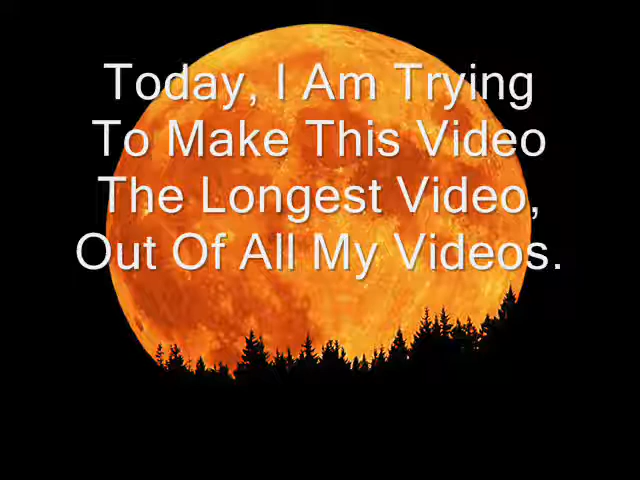 Today, I Am Trying
To Make This Video
The Longest Video,
Out Of All My Videos.